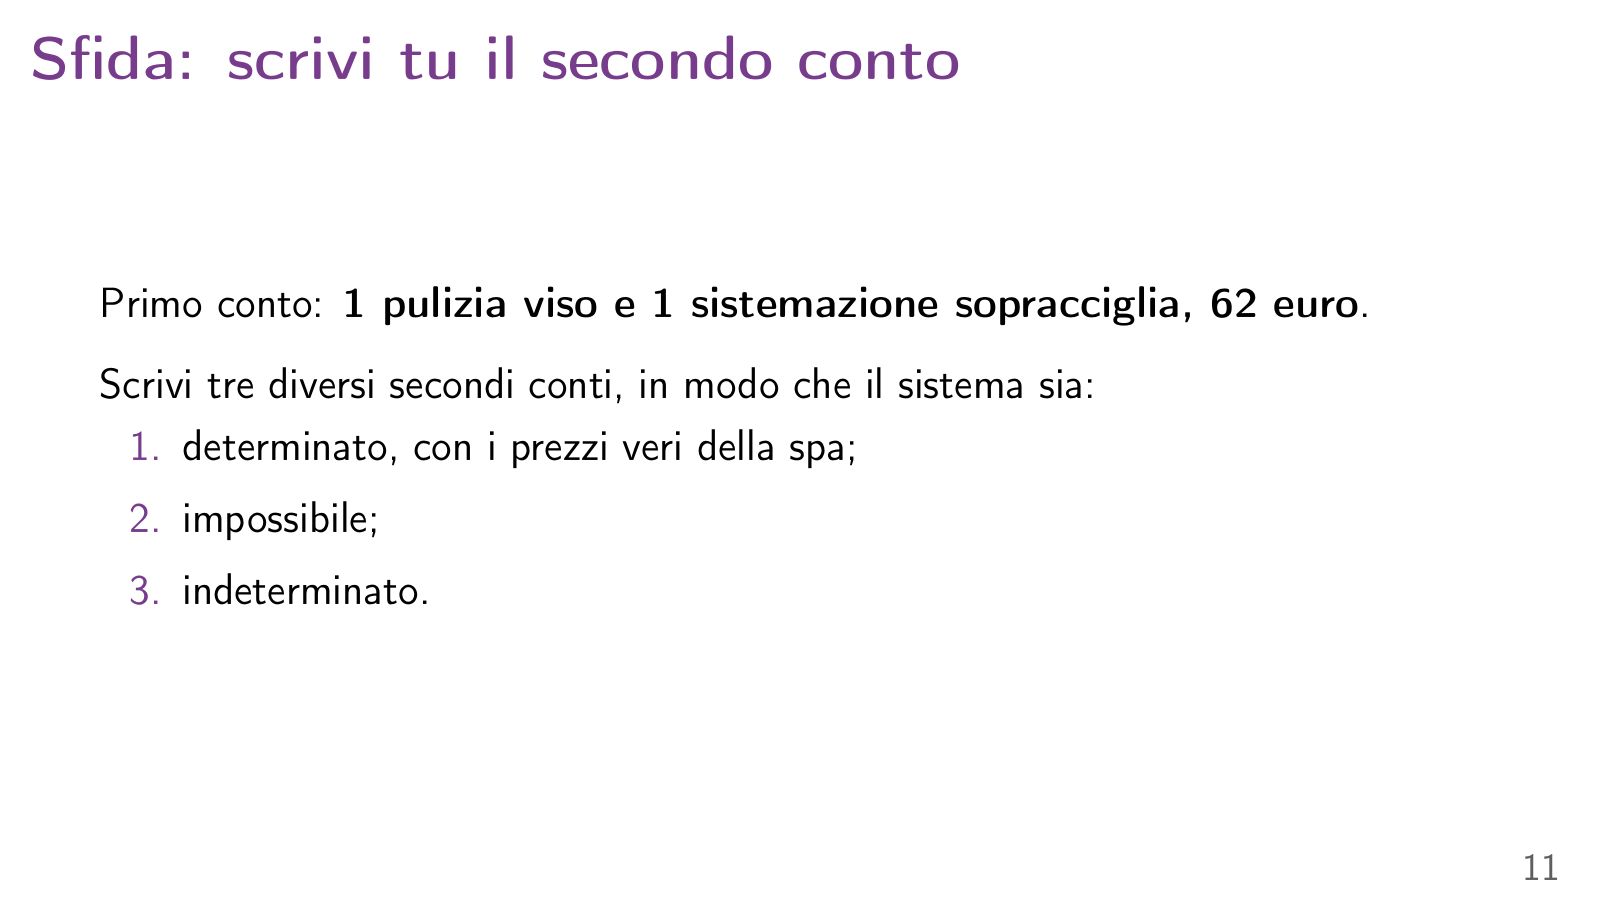 Sfida: scrivi tu il secondo conto
Primo conto: 1 pulizia viso e 1 sistemazione sopracciglia, 62 euro.
Scrivi tre diversi secondi conti, in modo che il sistema sia:
1. determinato, con i prezzi veri della spa;
2. impossibile;
3. indeterminato.
11